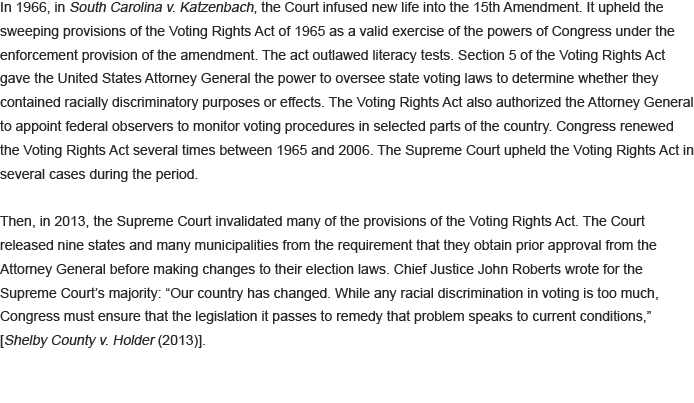 In 1966, in South Carolina v. Katzenbach, the Court infused new life into the 15th Amendment. It upheld the
sweeping provisions of the Voting Rights Act of 1965 as a valid exercise of the powers of Congress under the
enforcement provision of the amendment. The act outlawed literacy tests. Section 5 of the Voting Rights Act
gave the United States Attorney General the power to oversee state voting laws to determine whether they
contained racially discriminatory purposes or effects. The Voting Rights Act also authorized the Attorney General
to appoint federal observers to monitor voting procedures in selected parts of the country. Congress renewed
the Voting Rights Act several times between 1965 and 2006. The Supreme Court upheld the Voting Rights Act in
several cases during the period.
Then, in 2013, the Supreme Court invalidated many of the provisions of the Voting Rights Act. The Court
released nine states and many municipalities from the requirement that they obtain prior approval from the
Attorney General before making changes to their election laws. Chief Justice John Roberts wrote for the
Supreme Court’s majority: “Our country has changed. While any racial discrimination in voting is too much,
Congress must ensure that the legislation it passes to remedy that problem speaks to current conditions,”
[Shelby County v. Holder (2013)].